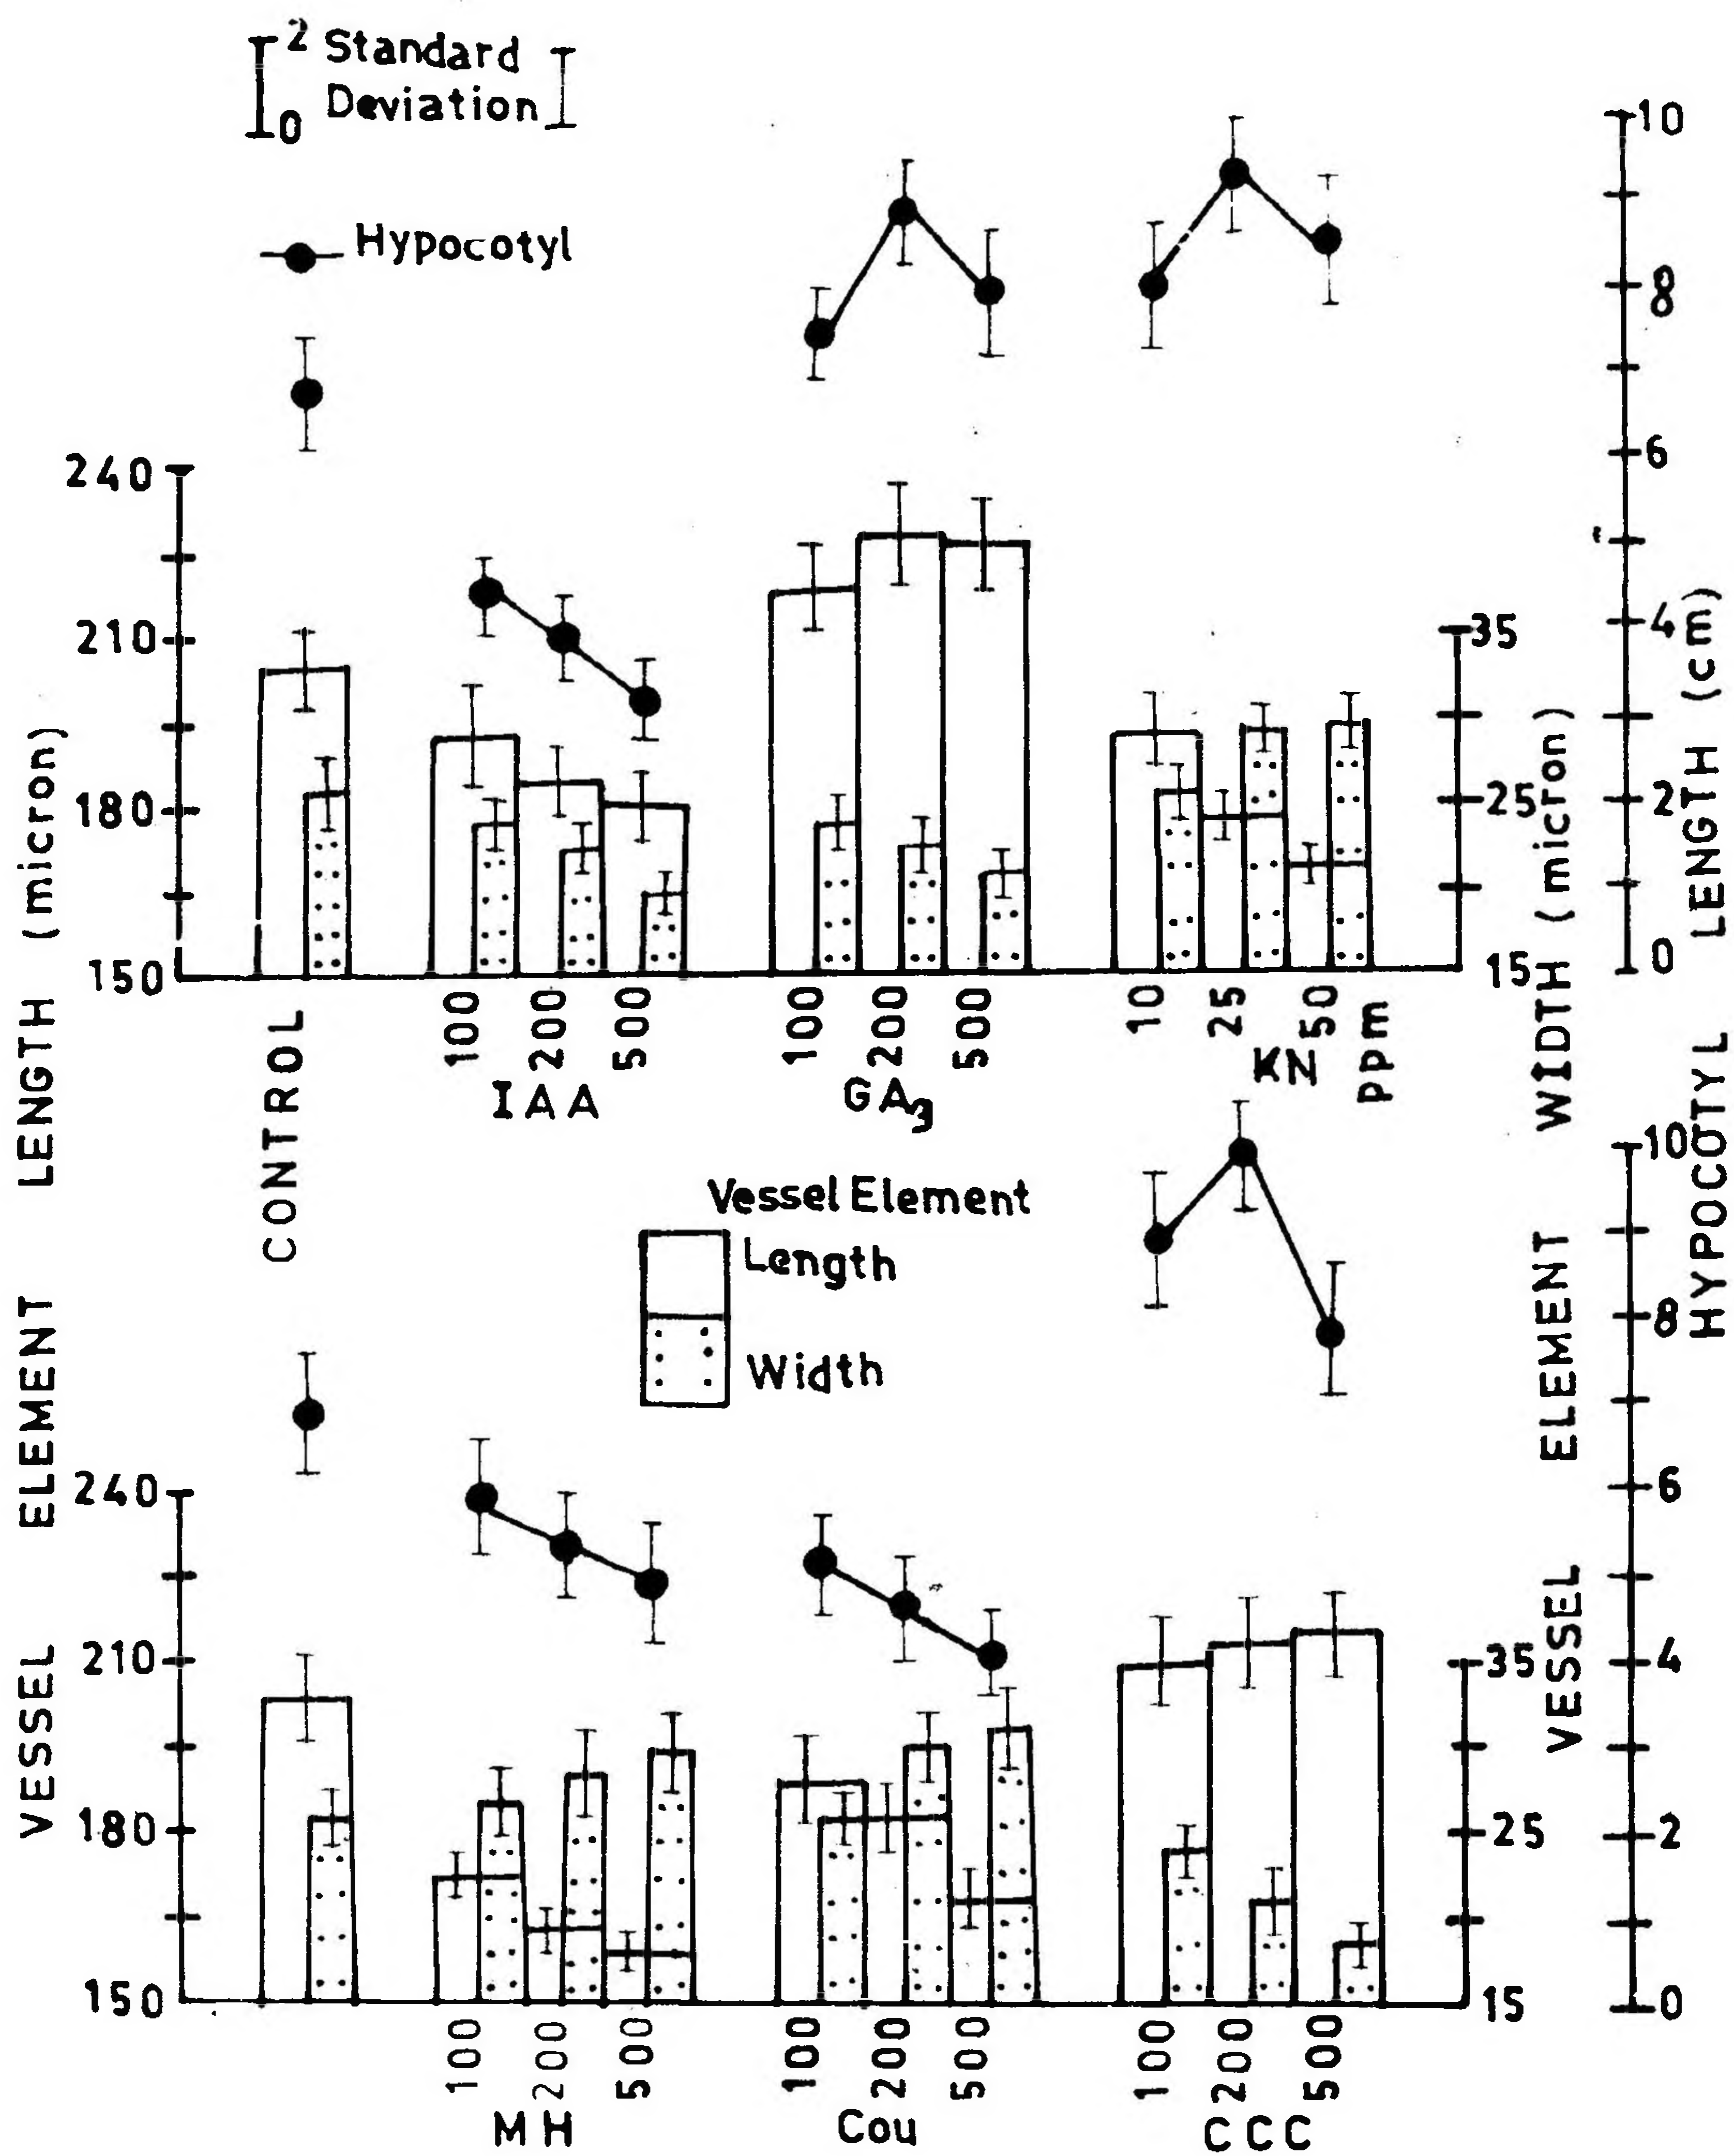 2 Standard
0 Deviation
Hypocotyl
10
8
8
6
4
2
0
240
210
180
150
35
25
15
CONTROL
100 200 500
IAA
100 200 500
GA3
10 25 50
KN ppm
Vessel Element
Length
Width
10
8
6
4
2
0
240
210
180
150
35
25
15
100 200 500
MH
100 200 500
Cou
100 200 500
CCC
VESSEL ELEMENT LENGTH (micron)
VESSEL ELEMENT WIDTH (micron)
HYPOCOTYL LENGTH (cm)